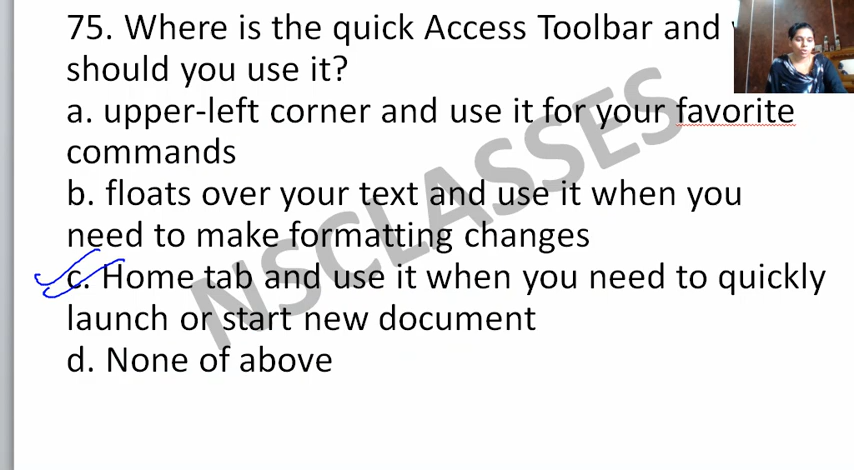 75. Where is the quick Access Toolbar and
should you use it?
a. upper-left corner and use it for your favorite
commands
b. floats over your text and use it when you
need to make formatting changes
c. Home tab and use it when you need to quickly
launch or start new document
d. None of above
NSCLASSES